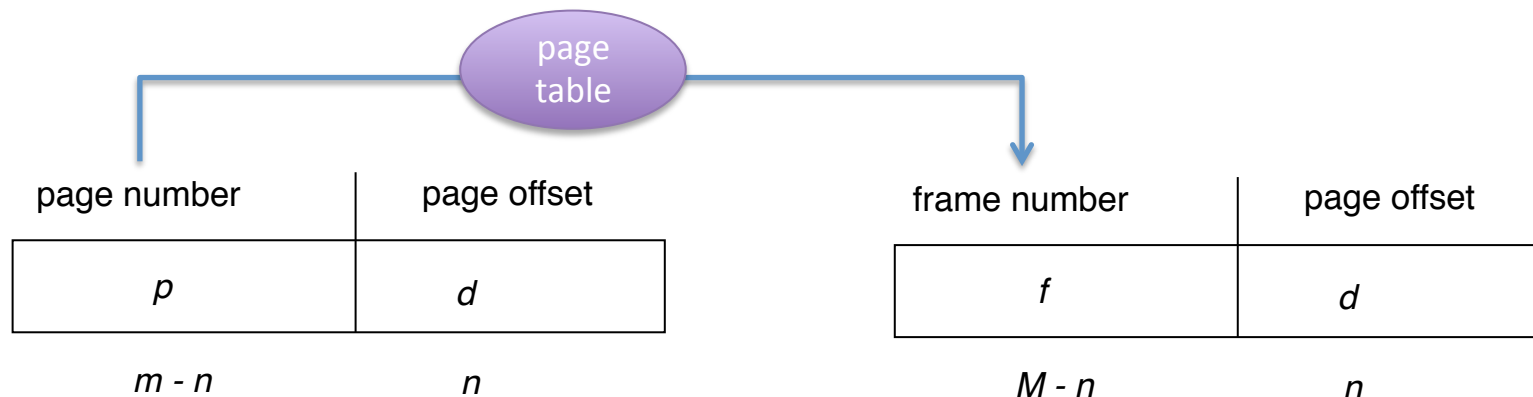 page
table
page number page offset
frame number page offset
p d
f d
m - n n
M - n n